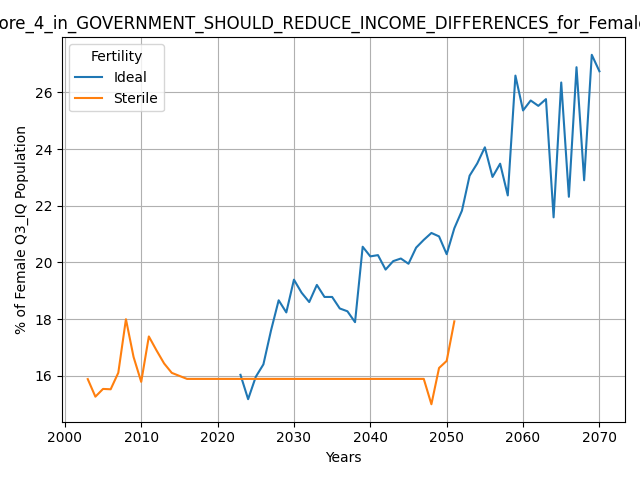 ore_4_in_GOVERNMENT_SHOULD_REDUCE_INCOME_DIFFERENCES_for_Female
Fertility
Ideal
Sterile
% of Female Q3_IQ Population
26
24
22
20
18
16
2000 2010 2020 2030 2040 2050 2060 2070
Years